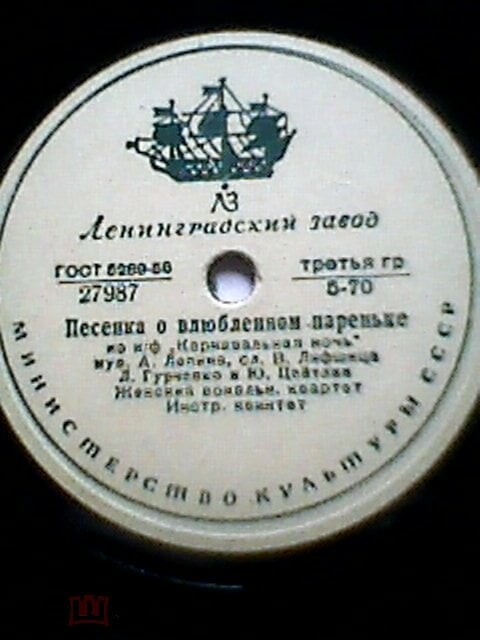 ЛЗ
Ленинградский завод
ГОСТ 5289-56
третья гр
27987
5-70
Песенка о влюбленном пареньке
из к/ф „Карнавальная ночь"
муз. А. Лепина, сл. В. Лифшица
Л. Гурченко и Ю. Цейтлин
Женский вокальн. квартет
Инстр. квинтет
МИНИСТЕРСТВО КУЛЬТУРЫ СССР